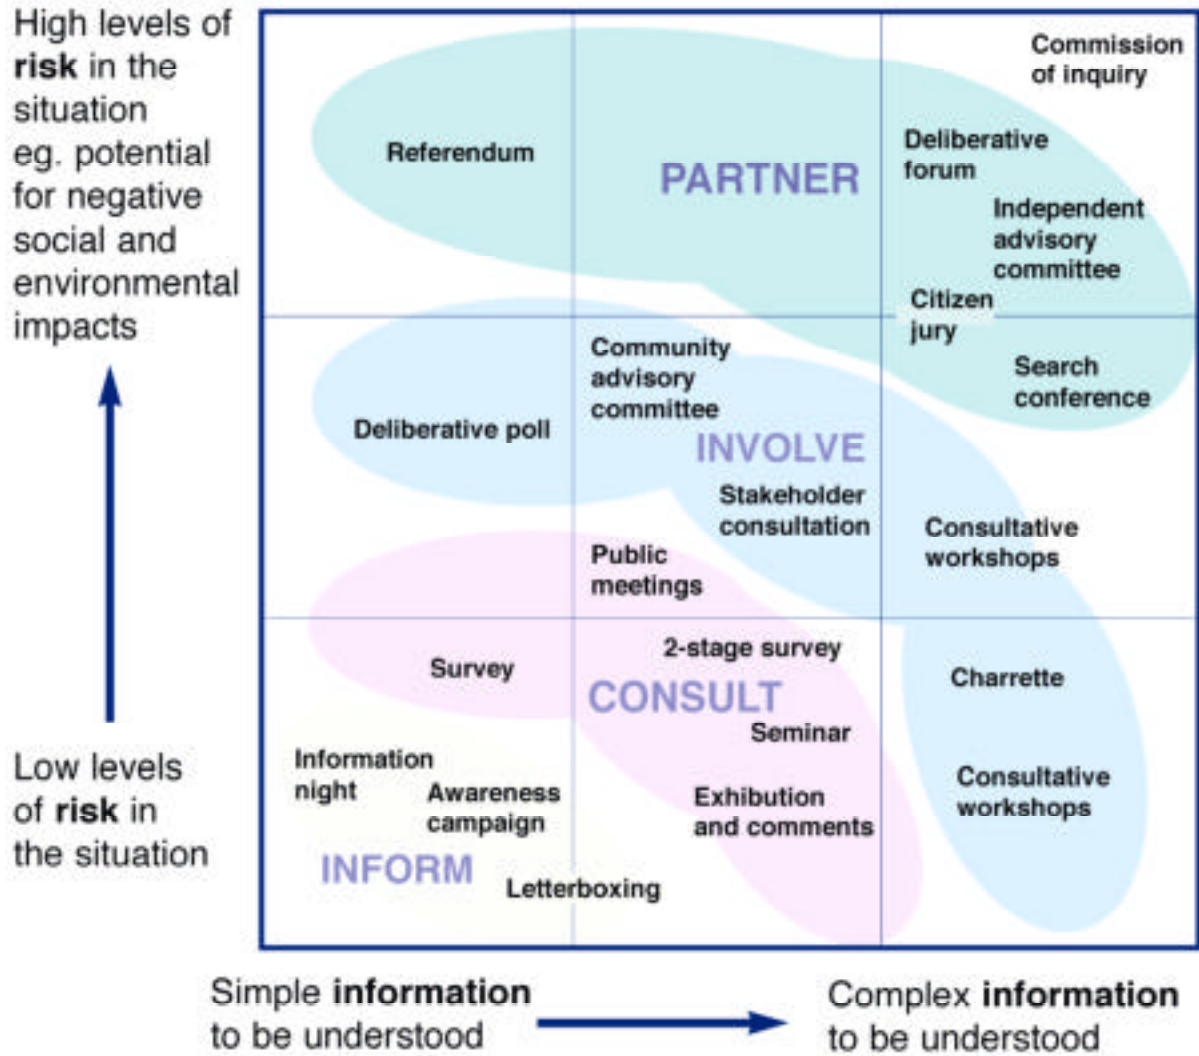 High levels of
risk in the
situation
eg. potential
for negative
social and
environmental
impacts
Low levels
of risk in
the situation
Commission
of inquiry
Referendum
PARTNER
Deliberative
forum
Independent
advisory
committee
Citizen
jury
Search
conference
Community
advisory
committee
Deliberative poll
INVOLVE
Stakeholder
consultation
Consultative
workshops
Public
meetings
2-stage survey
Survey
CONSULT
Charrette
Seminar
Information
night
Awareness
campaign
Exhibution
and comments
Consultative
workshops
INFORM
Letterboxing
Simple information
to be understood
Complex information
to be understood